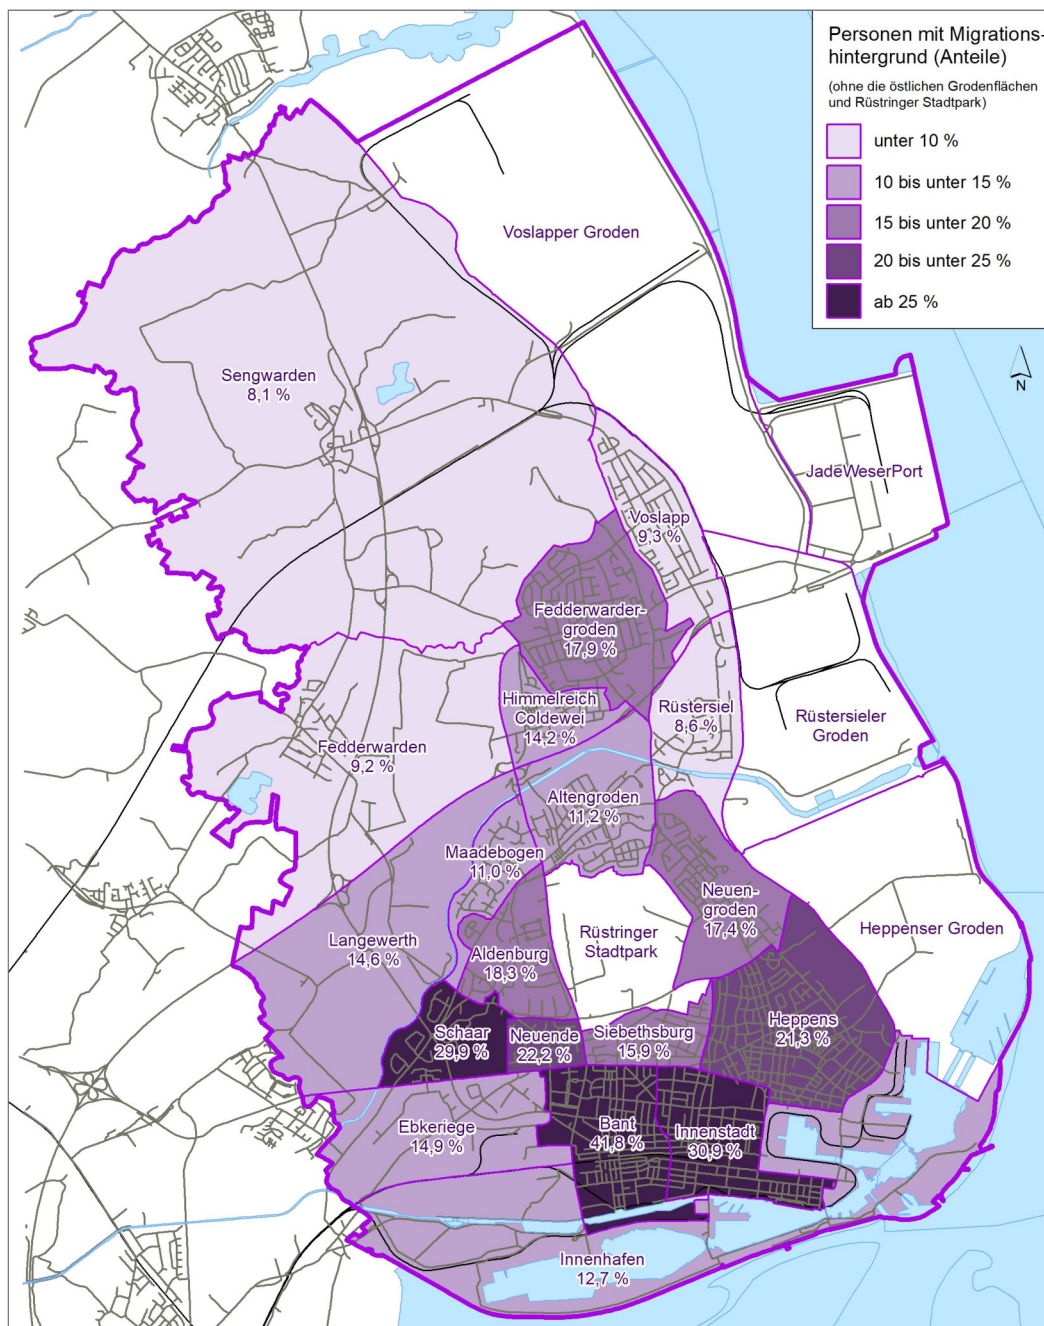 Personen mit Migrations-
hintergrund (Anteile)
(ohne die östlichen Grodenflächen
und Rüstringer Stadtpark)
unter 10 %
10 bis unter 15 %
15 bis unter 20 %
20 bis unter 25 %
ab 25 %
N
Voslapper Groden
Sengwarden
8,1 %
JadeWeserPort
Voslapp
9,3 %
Fedderwarder-
groden
17,9 %
Himmelreich
Coldewei
14,2 %
Rüstersiel
8,6 %
Rüstersieler
Groden
Fedderwarden
9,2 %
Altengroden
11,2 %
Maadebogen
11,0 %
Neuen-
groden
17,4 %
Heppenser Groden
Rüstringer
Stadtpark
Langewerth
14,6 %
Aldenburg
18,3 %
Schaar
29,9 %
Neuende
22,2 %
Siebethsburg
15,9 %
Heppens
21,3 %
Ebkeriege
14,9 %
Bant
41,8 %
Innenstadt
30,9 %
Innenhafen
12,7 %